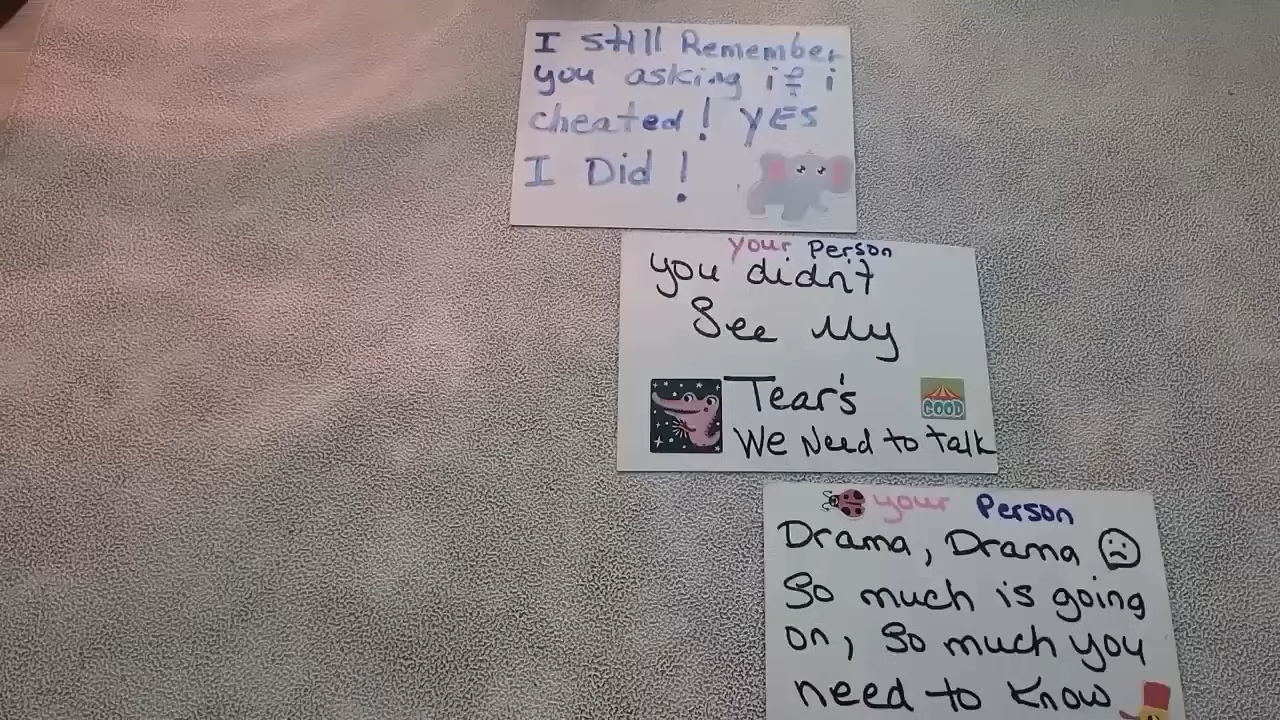 I still Remember
you asking if i
cheated! YES
I Did!
your Person
you didn't
See My
Tear's
GOOD
We Need to talk
your Person
Drama, Drama
So much is going
on, So much you
need to know